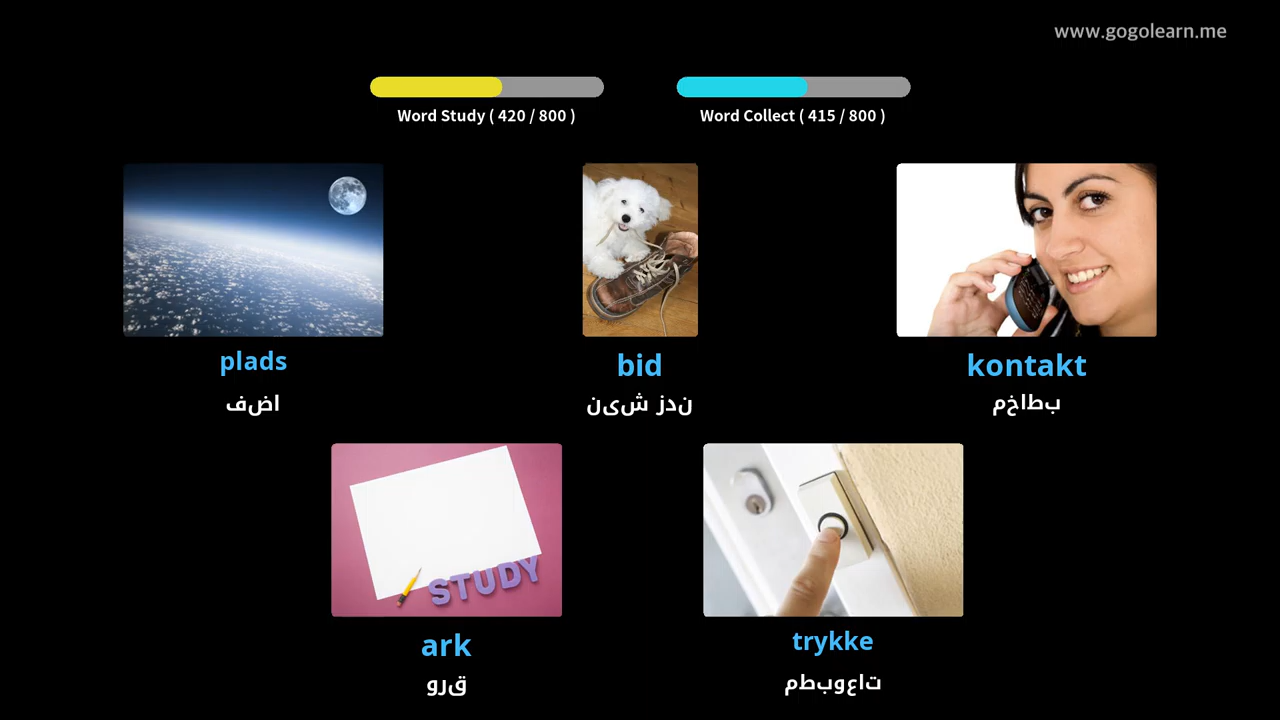 www.gogolearn.me
Word Study ( 420 / 800 )
Word Collect ( 415 / 800 )
plads
اضف
bid
ندز شین
kontakt
بطاخم
STUDY
ark
قرو
trykke
تاعوبطم